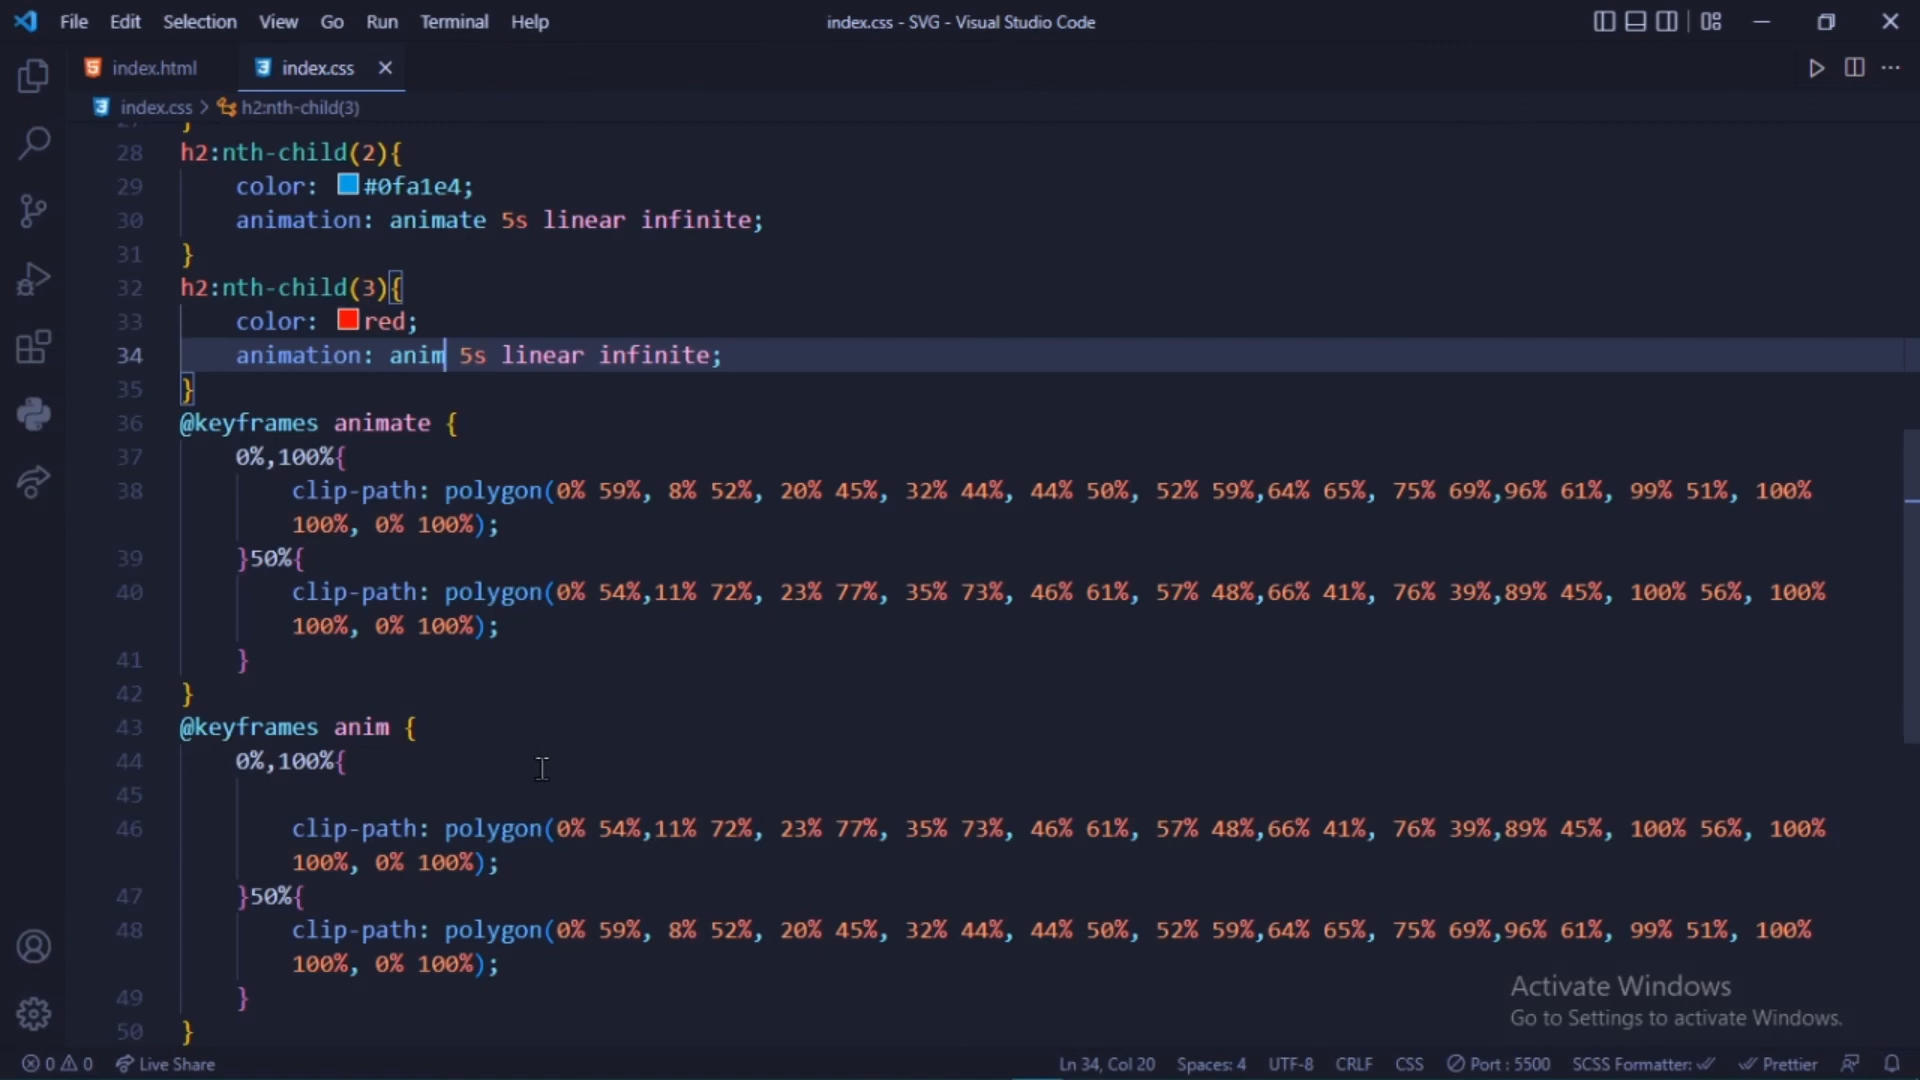 File Edit Selection View Go Run Terminal Help
index.css - SVG - Visual Studio Code
index.html
index.css
index.css > h2:nth-child(3)
28 h2:nth-child(2){
29 color: #0fa1e4;
30 animation: animate 5s linear infinite;
31 }
32 h2:nth-child(3){
33 color: red;
34 animation: anim 5s linear infinite;
35 }
36 @keyframes animate {
37 0%,100%{
38 clip-path: polygon(0% 59%, 8% 52%, 20% 45%, 32% 44%, 44% 50%, 52% 59%,64% 65%, 75% 69%,96% 61%, 99% 51%, 100%
100%, 0% 100%);
39 }50%{
40 clip-path: polygon(0% 54%,11% 72%, 23% 77%, 35% 73%, 46% 61%, 57% 48%,66% 41%, 76% 39%,89% 45%, 100% 56%, 100%
100%, 0% 100%);
41 }
42 }
43 @keyframes anim {
44 0%,100%{
45
46 clip-path: polygon(0% 54%,11% 72%, 23% 77%, 35% 73%, 46% 61%, 57% 48%,66% 41%, 76% 39%,89% 45%, 100% 56%, 100%
100%, 0% 100%);
47 }50%{
48 clip-path: polygon(0% 59%, 8% 52%, 20% 45%, 32% 44%, 44% 50%, 52% 59%,64% 65%, 75% 69%,96% 61%, 99% 51%, 100%
100%, 0% 100%);
49 }
50 }
Activate Windows
Go to Settings to activate Windows.
0 0 Live Share Ln 34, Col 20 Spaces: 4 UTF-8 CRLF CSS Port : 5500 SCSS Formatter: Prettier